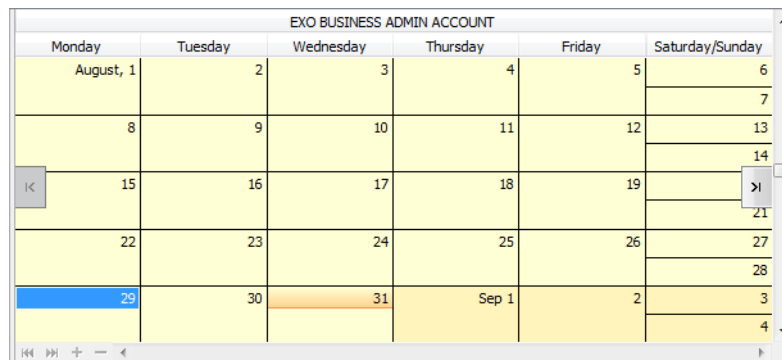 EXO BUSINESS ADMIN ACCOUNT
Monday Tuesday Wednesday Thursday Friday Saturday/Sunday
August, 1 2 3 4 5 6
7
8 9 10 11 12 13
14
15 16 17 18 19
21
22 23 24 25 26 27
28
29 30 31 Sep 1 2 3
4